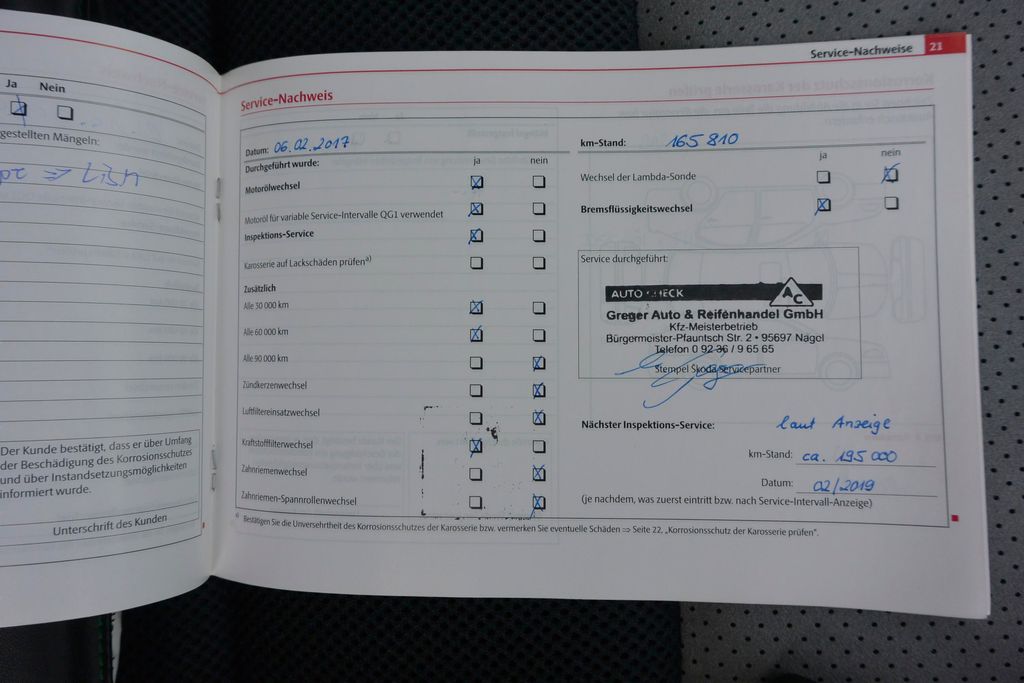 Ja Nein
gestellten Mängeln:
Der Kunde bestätigt, dass er über Umfang
der Beschädigung des Korrosionsschutzes
und über Instandsetzungsmöglichkeiten
informiert wurde.
Unterschrift des Kunden
Service-Nachweise 21
Service-Nachweis
Datum: 06.02.2017
Durchgeführt wurde: ja nein
Motorölwechsel
Motoröl für variable Service-Intervalle QG1 verwendet
Inspektions-Service
Karosserie auf Lackschäden prüfen a)
Zusätzlich
Alle 30 000 km
Alle 60 000 km
Alle 90 000 km
Zündkerzenwechsel
Luftfiltereinsatzwechsel
Kraftstofffilterwechsel
Zahnriemenwechsel
Zahnriemen-Spannrollenwechsel
km-Stand: 165 810
ja nein
Wechsel der Lambda-Sonde
Bremsflüssigkeitswechsel
Service durchgeführt:
AUTO CHECK AC
Greger Auto & Reifenhandel GmbH
Kfz-Meisterbetrieb
Bürgermeister-Pfauntsch Str. 2 • 95697 Nagel
Telefon 0 92 36 / 9 65 65
Stempel Skoda-Servicepartner
Nächster Inspektions-Service: laut Anzeige
km-Stand: ca. 195 000
Datum: 02/2019
(je nachdem, was zuerst eintritt bzw. nach Service-Intervall-Anzeige)
a) Bestätigen Sie die Unversehrtheit des Korrosionsschutzes der Karosserie bzw. vermerken Sie eventuelle Schäden ⇒ Seite 22, „Korrosionsschutz der Karosserie prüfen“.